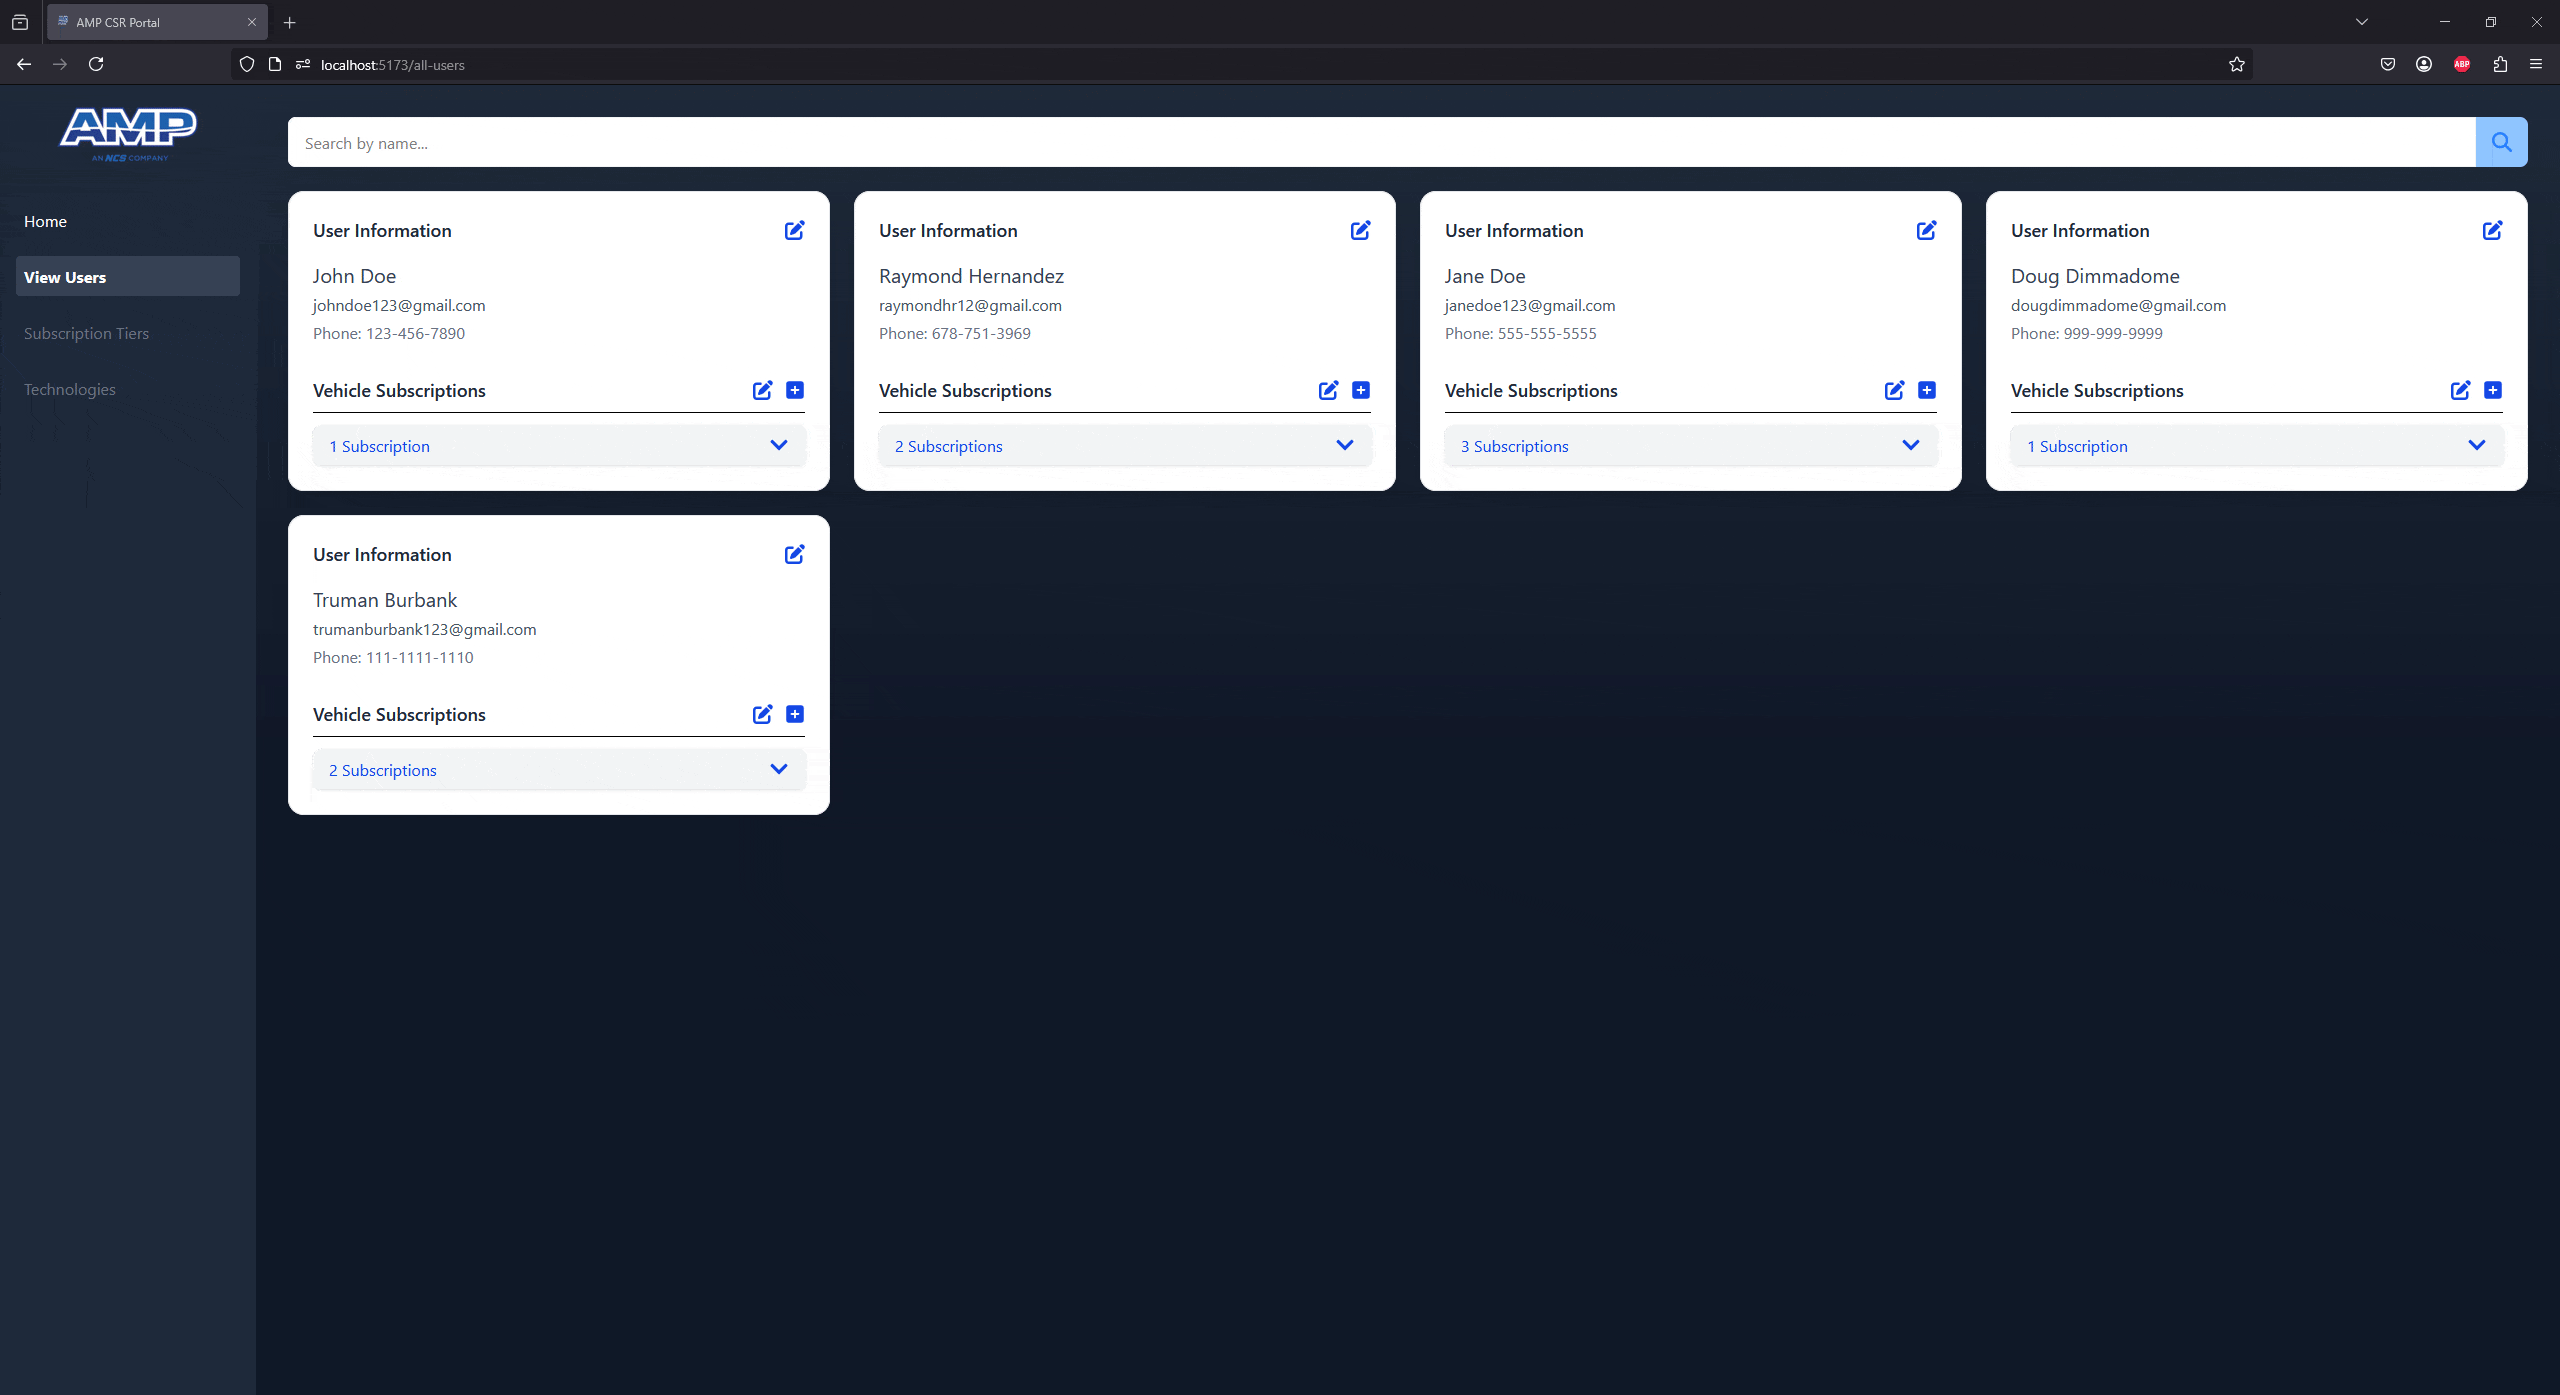 AMP CSR Portal
localhost:5173/all-users
ABP
AMP
AN NCS COMPANY
Home
View Users
Subscription Tiers
Technologies
Search by name...
User Information
John Doe
johndoe123@gmail.com
Phone: 123-456-7890
Vehicle Subscriptions
1 Subscription
User Information
Raymond Hernandez
raymondhr12@gmail.com
Phone: 678-751-3969
Vehicle Subscriptions
2 Subscriptions
User Information
Jane Doe
janedoe123@gmail.com
Phone: 555-555-5555
Vehicle Subscriptions
3 Subscriptions
User Information
Doug Dimmadome
dougdimmadome@gmail.com
Phone: 999-999-9999
Vehicle Subscriptions
1 Subscription
User Information
Truman Burbank
trumanburbank123@gmail.com
Phone: 111-1111-1110
Vehicle Subscriptions
2 Subscriptions